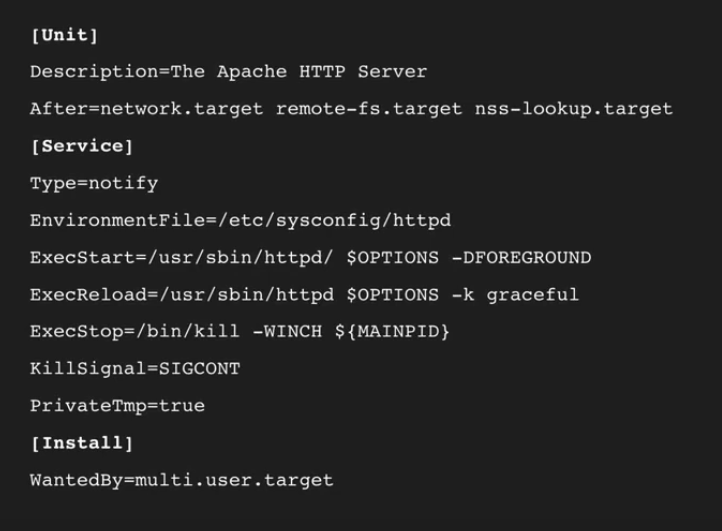 [Unit]
Description=The Apache HTTP Server
After=network.target remote-fs.target nss-lookup.target
[Service]
Type=notify
EnvironmentFile=/etc/sysconfig/httpd
ExecStart=/usr/sbin/httpd/ $OPTIONS -DFOREGROUND
ExecReload=/usr/sbin/httpd $OPTIONS -k graceful
ExecStop=/bin/kill -WINCH ${MAINPID}
KillSignal=SIGCONT
PrivateTmp=true
[Install]
WantedBy=multi.user.target